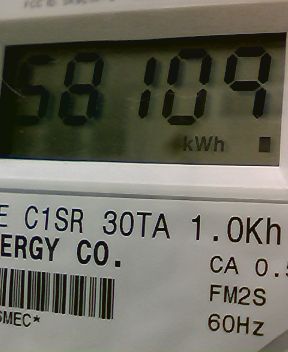 58109
kWh
E C1SR 30TA 1.0Kh
ERGY CO.
CA 0.5
FM2S
60Hz
SMEC*